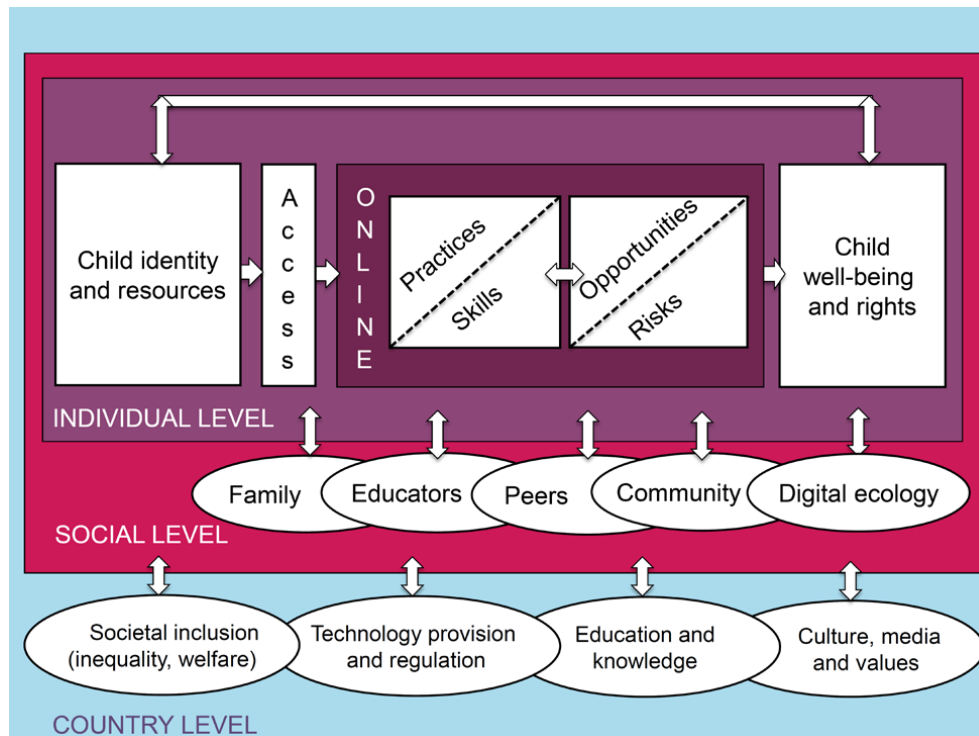 Child identity
and resources
Access
ONLINE
Practices
Skills
Opportunities
Risks
Child
well-being
and rights
INDIVIDUAL LEVEL
Family
Educators
Peers
Community
Digital ecology
SOCIAL LEVEL
Societal inclusion
(inequality, welfare)
Technology provision
and regulation
Education and
knowledge
Culture, media
and values
COUNTRY LEVEL